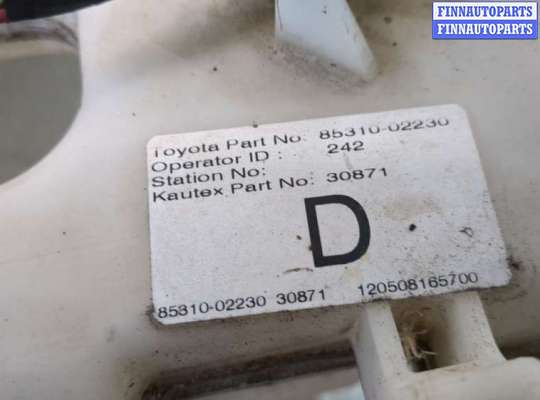 FINNAUTOPARTS
FINNAUTOPARTS
Toyota Part No: 85310-02230
Operator ID : 242
Station No:
Kautex Part No: 30871
D
85310-02230 30871 120508165700